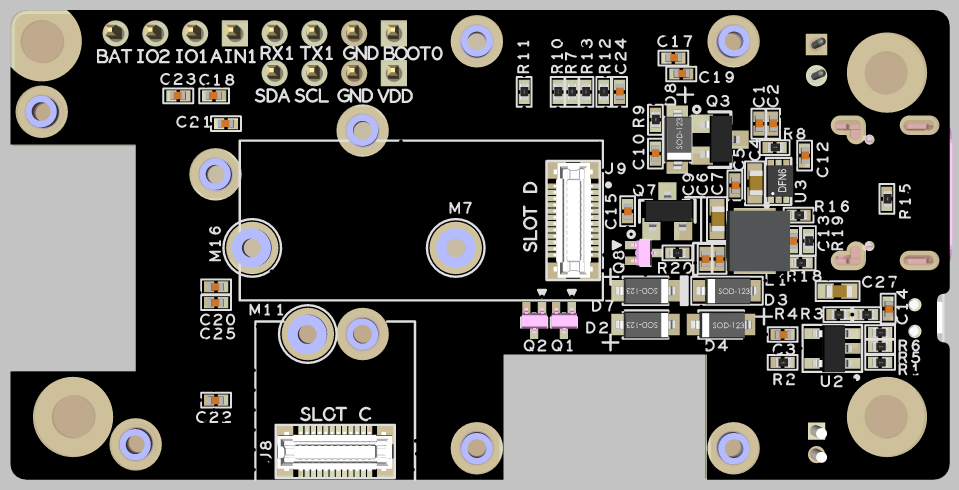 BAT IO2 IO1 AIN1 RX1 TX1 GND BOOT0
SDA SCL GND VDD
C23 C18
C21
R11 R10 R7 R13 R12 C24
C17
C19
D8
Q3
C1 C2
R9
SOD-123
R8
C10
C5
C4
C12
J9
SLOT D
Q7
C9 C6 C7
DFN6
U3
C15
R15
M7
M16
R16
C13
R19
Q8
R20
R18
L1
C20
C25
M11
D7
SOD-123
SOD-123
D3
C27
C14
R4 R3
D2
SOD-123
SOD-123
D4
Q2 Q1
C3
R2
U2
R6
R5
R1
C22
SLOT C
J8